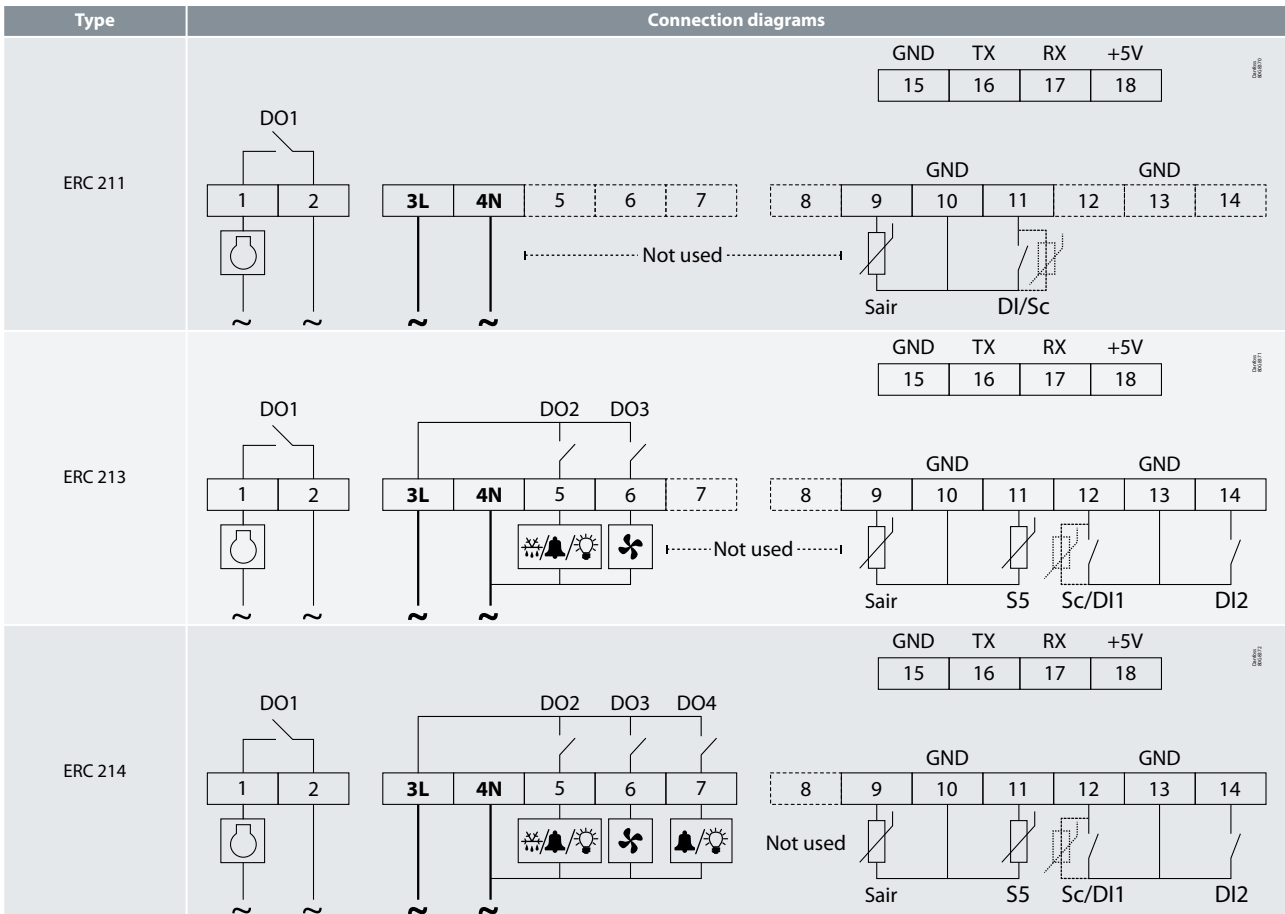 Type Connection diagrams
GND TX RX +5V
15 16 17 18
DO1
ERC 211
GND GND
1 2 3L 4N 5 6 7 8 9 10 11 12 13 14
Not used
Sair DI/Sc
~ ~ ~ ~
GND TX RX +5V
15 16 17 18
DO1 DO2 DO3
ERC 213
GND GND
1 2 3L 4N 5 6 7 8 9 10 11 12 13 14
Not used
Sair S5 Sc/DI1 DI2
~ ~ ~ ~
GND TX RX +5V
15 16 17 18
DO1 DO2 DO3 DO4
ERC 214
GND GND
1 2 3L 4N 5 6 7 8 9 10 11 12 13 14
Not used
Sair S5 Sc/DI1 DI2
~ ~ ~ ~